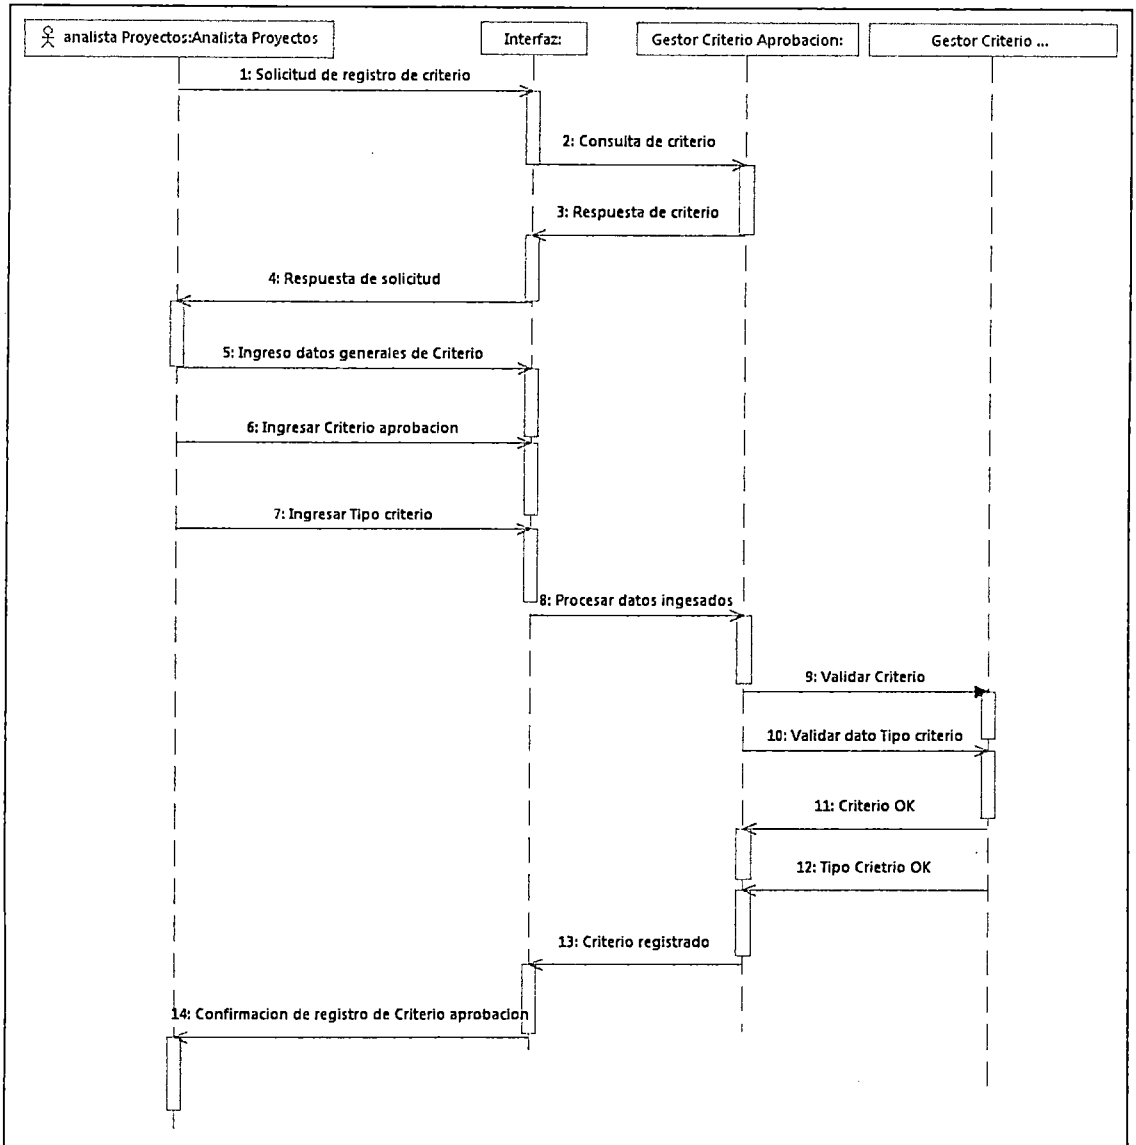 analista Proyectos:Analista Proyectos
Interfaz:
Gestor Criterio Aprobacion:
Gestor Criterio ...
1: Solicitud de registro de criterio
2: Consulta de criterio
3: Respuesta de criterio
4: Respuesta de solicitud
5: Ingreso datos generales de Criterio
6: Ingresar Criterio aprobacion
7: Ingresar Tipo criterio
8: Procesar datos ingesados
9: Validar Criterio
10: Validar dato Tipo criterio
11: Criterio OK
12: Tipo Crietrio OK
13: Criterio registrado
14: Confirmacion de registro de Criterio aprobacion